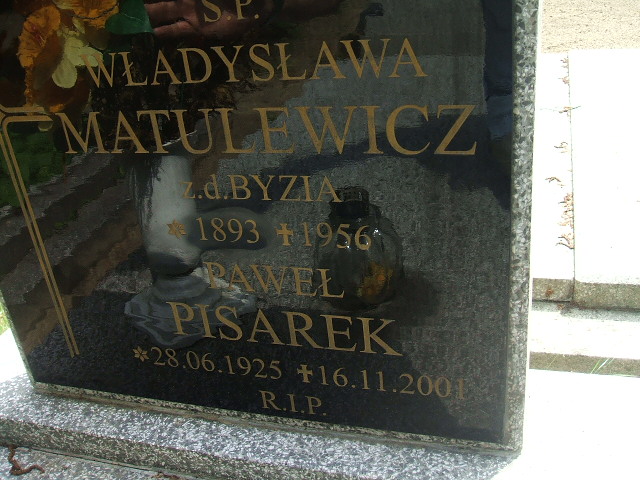 Ś.P.
WŁADYSŁAWA
MATULEWICZ
z.d.BYZIA
*1893 †1956
PAWEŁ
PISAREK
*28.06.1925 †16.11.2001
R.I.P.